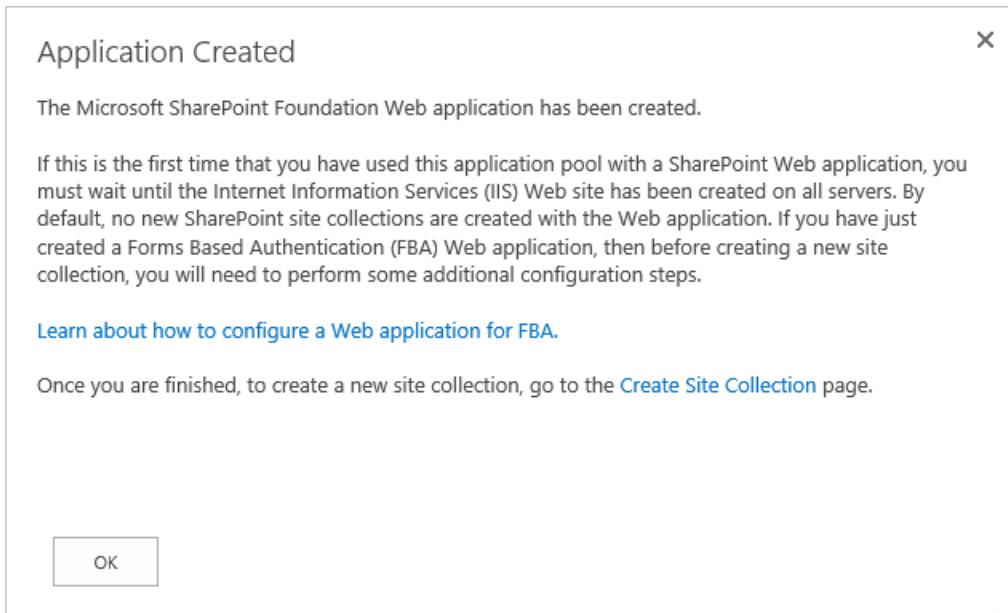 Application Created
The Microsoft SharePoint Foundation Web application has been created.
If this is the first time that you have used this application pool with a SharePoint Web application, you
must wait until the Internet Information Services (IIS) Web site has been created on all servers. By
default, no new SharePoint site collections are created with the Web application. If you have just
created a Forms Based Authentication (FBA) Web application, then before creating a new site
collection, you will need to perform some additional configuration steps.
Learn about how to configure a Web application for FBA.
Once you are finished, to create a new site collection, go to the Create Site Collection page.
OK